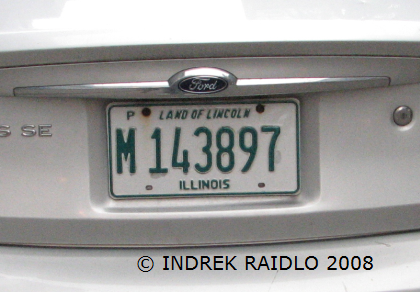 Ford
P LAND OF LINCOLN
S SE
M 143897
ILLINOIS
© INDREK RAIDLO 2008